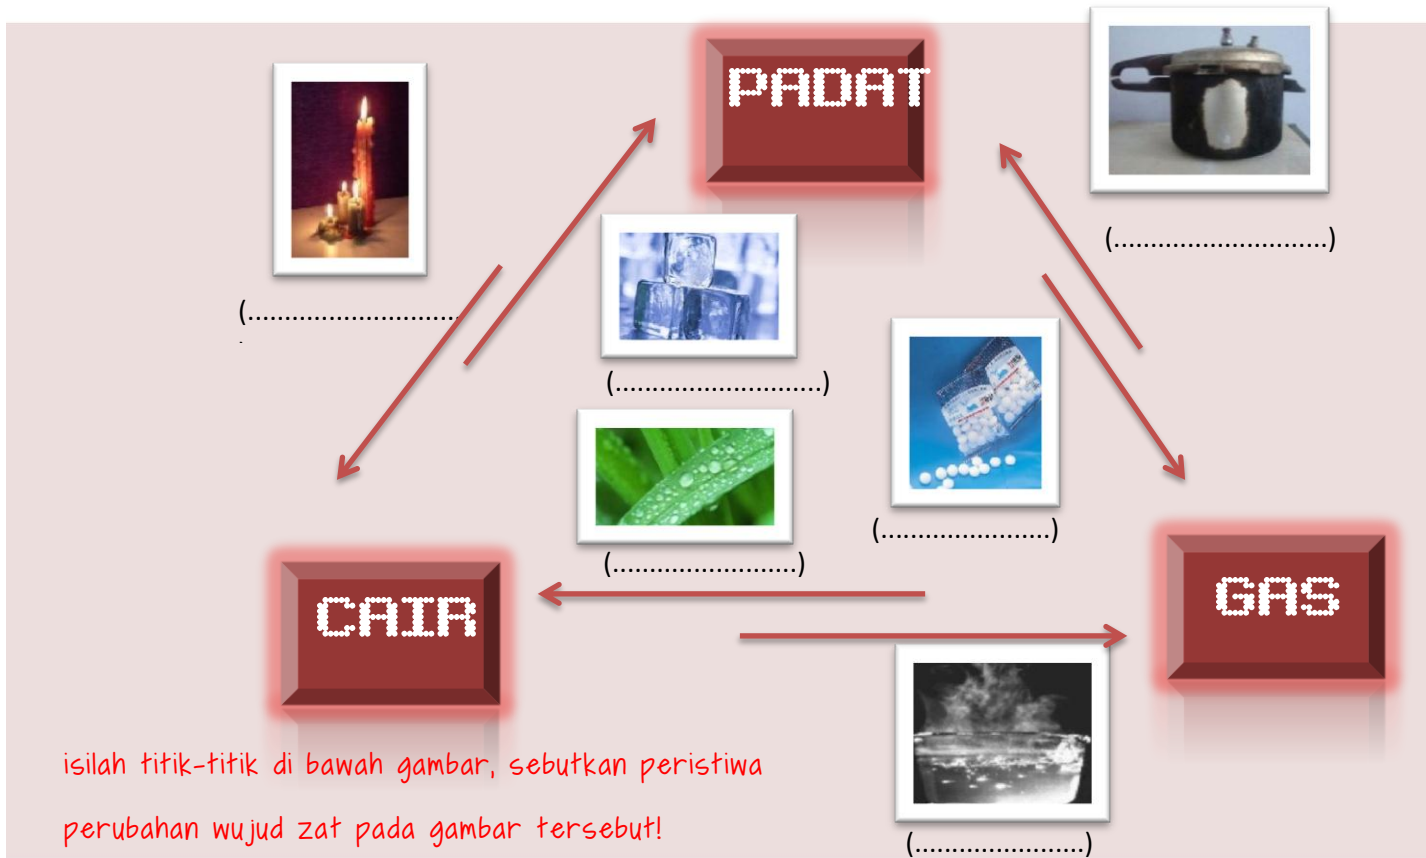 PADAT
(...........................)
(...........................
.
(...........................)
(.......................)
(........................)
CAIR
GAS
isilah titik-titik di bawah gambar, sebutkan peristiwa
perubahan wujud zat pada gambar tersebut!
(.......................)